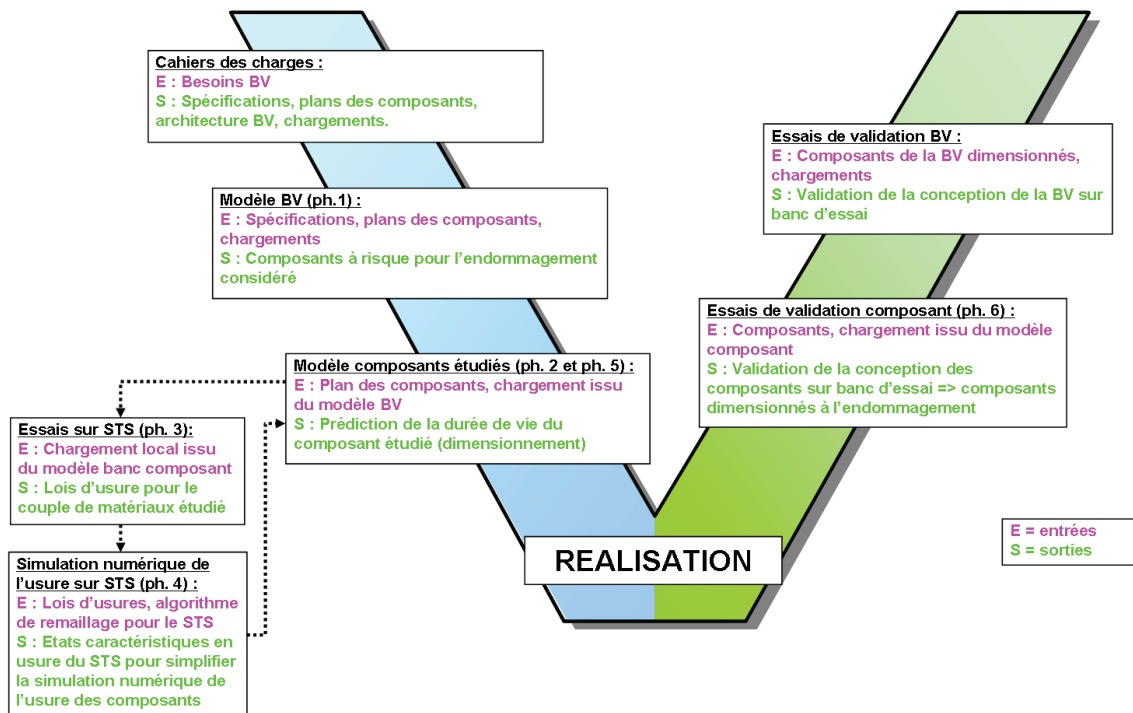 Cahiers des charges :
E : Besoins BV
S : Spécifications, plans des composants,
architecture BV, chargements.
Modèle BV (ph.1) :
E : Spécifications, plans des composants,
chargements
S : Composants à risque pour l'endommagement
considéré
Modèle composants étudiés (ph. 2 et ph. 5) :
E : Plan des composants, chargement issu
du modèle BV
S : Prédiction de la durée de vie du
composant étudié (dimensionnement)
Essais sur STS (ph. 3):
E : Chargement local issu
du modèle banc composant
S : Lois d'usure pour le
couple de matériaux étudié
Simulation numérique de
l'usure sur STS (ph. 4) :
E : Lois d'usures, algorithme
de remaillage pour le STS
S : Etats caractéristiques en
usure du STS pour simplifier
la simulation numérique de
l'usure des composants
REALISATION
Essais de validation BV :
E : Composants de la BV dimensionnés,
chargements
S : Validation de la conception de la BV sur
banc d'essai
Essais de validation composant (ph. 6) :
E : Composants, chargement issu du modèle
composant
S : Validation de la conception des
composants sur banc d'essai => composants
dimensionnés à l'endommagement
E = entrées
S = sorties